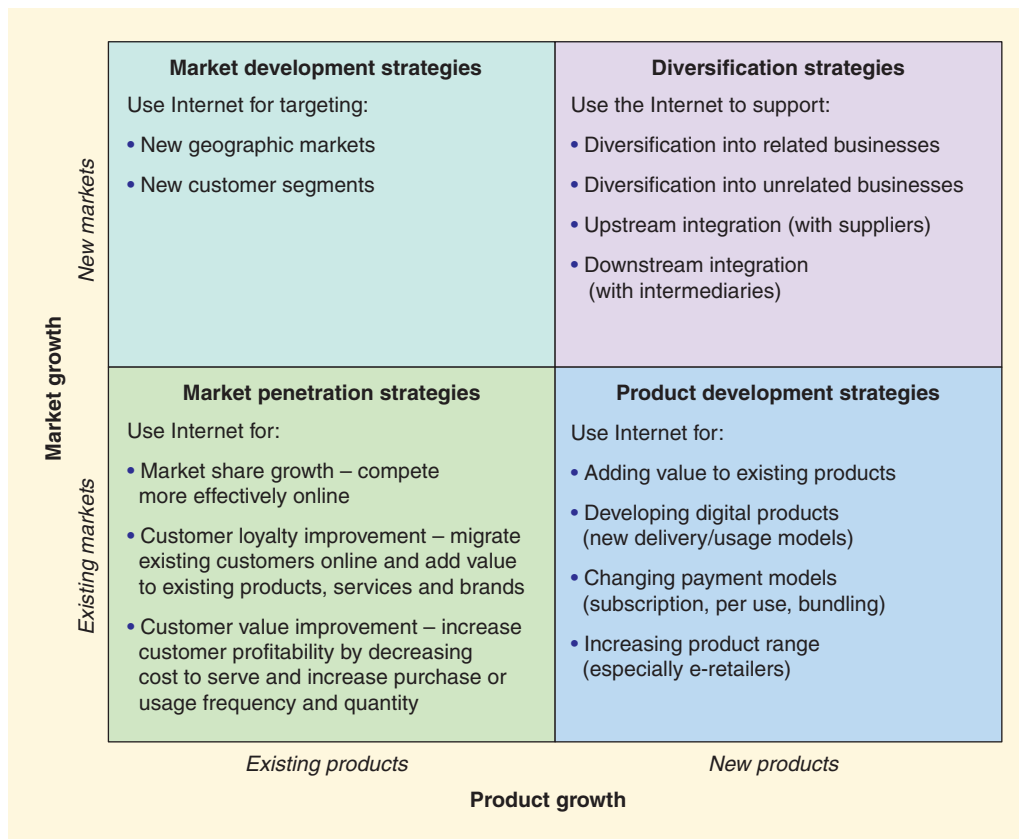 Market development strategies
Use Internet for targeting:
• New geographic markets
• New customer segments
Diversification strategies
Use the Internet to support:
• Diversification into related businesses
• Diversification into unrelated businesses
• Upstream integration (with suppliers)
• Downstream integration
(with intermediaries)
New markets
Market growth
Existing markets
Market penetration strategies
Use Internet for:
• Market share growth – compete
more effectively online
• Customer loyalty improvement – migrate
existing customers online and add value
to existing products, services and brands
• Customer value improvement – increase
customer profitability by decreasing
cost to serve and increase purchase or
usage frequency and quantity
Product development strategies
Use Internet for:
• Adding value to existing products
• Developing digital products
(new delivery/usage models)
• Changing payment models
(subscription, per use, bundling)
• Increasing product range
(especially e-retailers)
Existing products
New products
Product growth